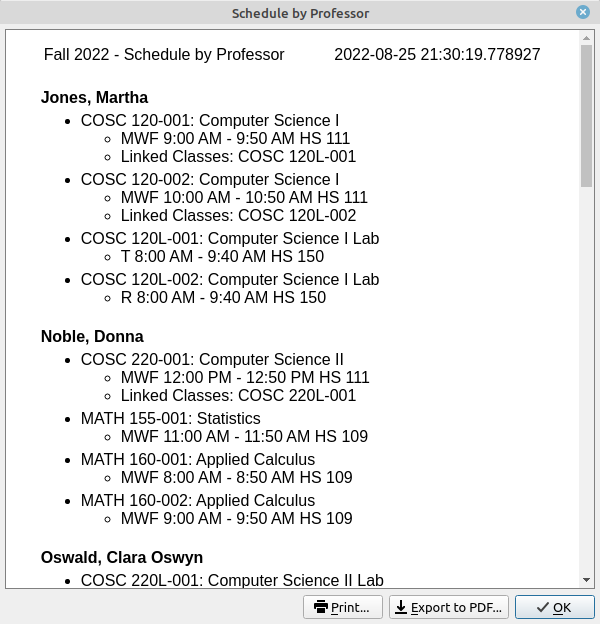 Schedule by Professor
Fall 2022 - Schedule by Professor 2022-08-25 21:30:19.778927
Jones, Martha
• COSC 120-001: Computer Science I
◦ MWF 9:00 AM - 9:50 AM HS 111
◦ Linked Classes: COSC 120L-001
• COSC 120-002: Computer Science I
◦ MWF 10:00 AM - 10:50 AM HS 111
◦ Linked Classes: COSC 120L-002
• COSC 120L-001: Computer Science I Lab
◦ T 8:00 AM - 9:40 AM HS 150
• COSC 120L-002: Computer Science I Lab
◦ R 8:00 AM - 9:40 AM HS 150
Noble, Donna
• COSC 220-001: Computer Science II
◦ MWF 12:00 PM - 12:50 PM HS 111
◦ Linked Classes: COSC 220L-001
• MATH 155-001: Statistics
◦ MWF 11:00 AM - 11:50 AM HS 109
• MATH 160-001: Applied Calculus
◦ MWF 8:00 AM - 8:50 AM HS 109
• MATH 160-002: Applied Calculus
◦ MWF 9:00 AM - 9:50 AM HS 109
Oswald, Clara Oswyn
• COSC 220L-001: Computer Science II Lab
Print... Export to PDF... OK